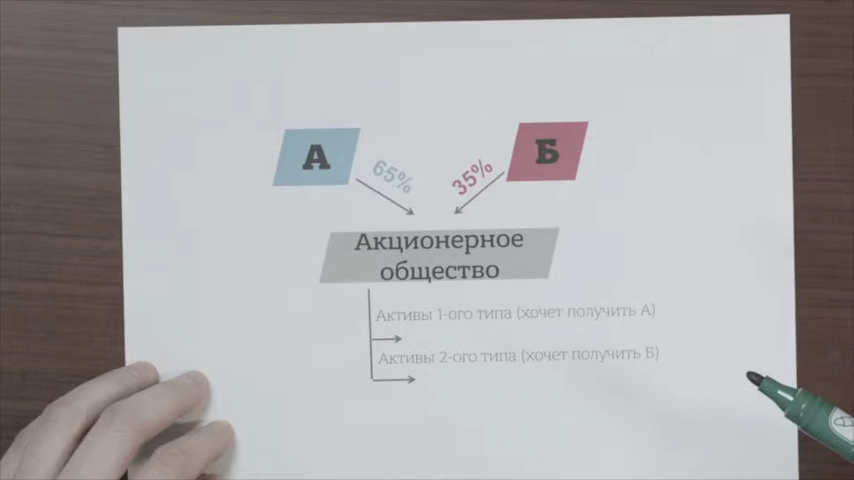 А
Б
65%
35%
Акционерное
общество
Активы 1-ого типа (хочет получить А)
Активы 2-ого типа (хочет получить Б)